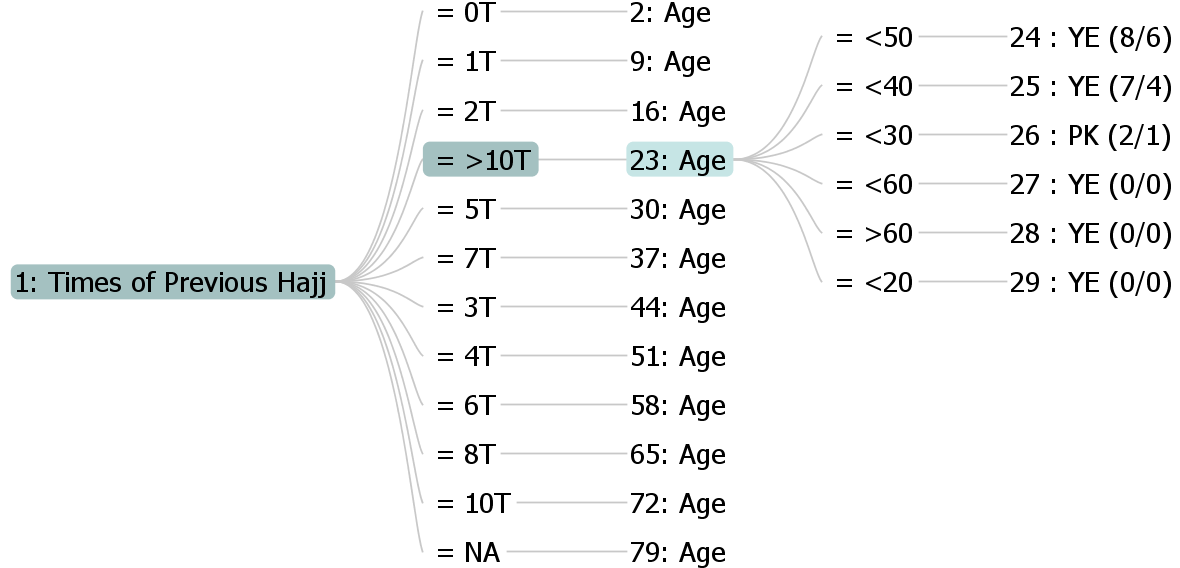 = 0T 2: Age
= <50 24 : YE (8/6)
= 1T 9: Age
= <40 25 : YE (7/4)
= 2T 16: Age
= <30 26 : PK (2/1)
= >10T 23: Age
= <60 27 : YE (0/0)
= 5T 30: Age
= >60 28 : YE (0/0)
= 7T 37: Age
1: Times of Previous Hajj
= <20 29 : YE (0/0)
= 3T 44: Age
= 4T 51: Age
= 6T 58: Age
= 8T 65: Age
= 10T 72: Age
= NA 79: Age